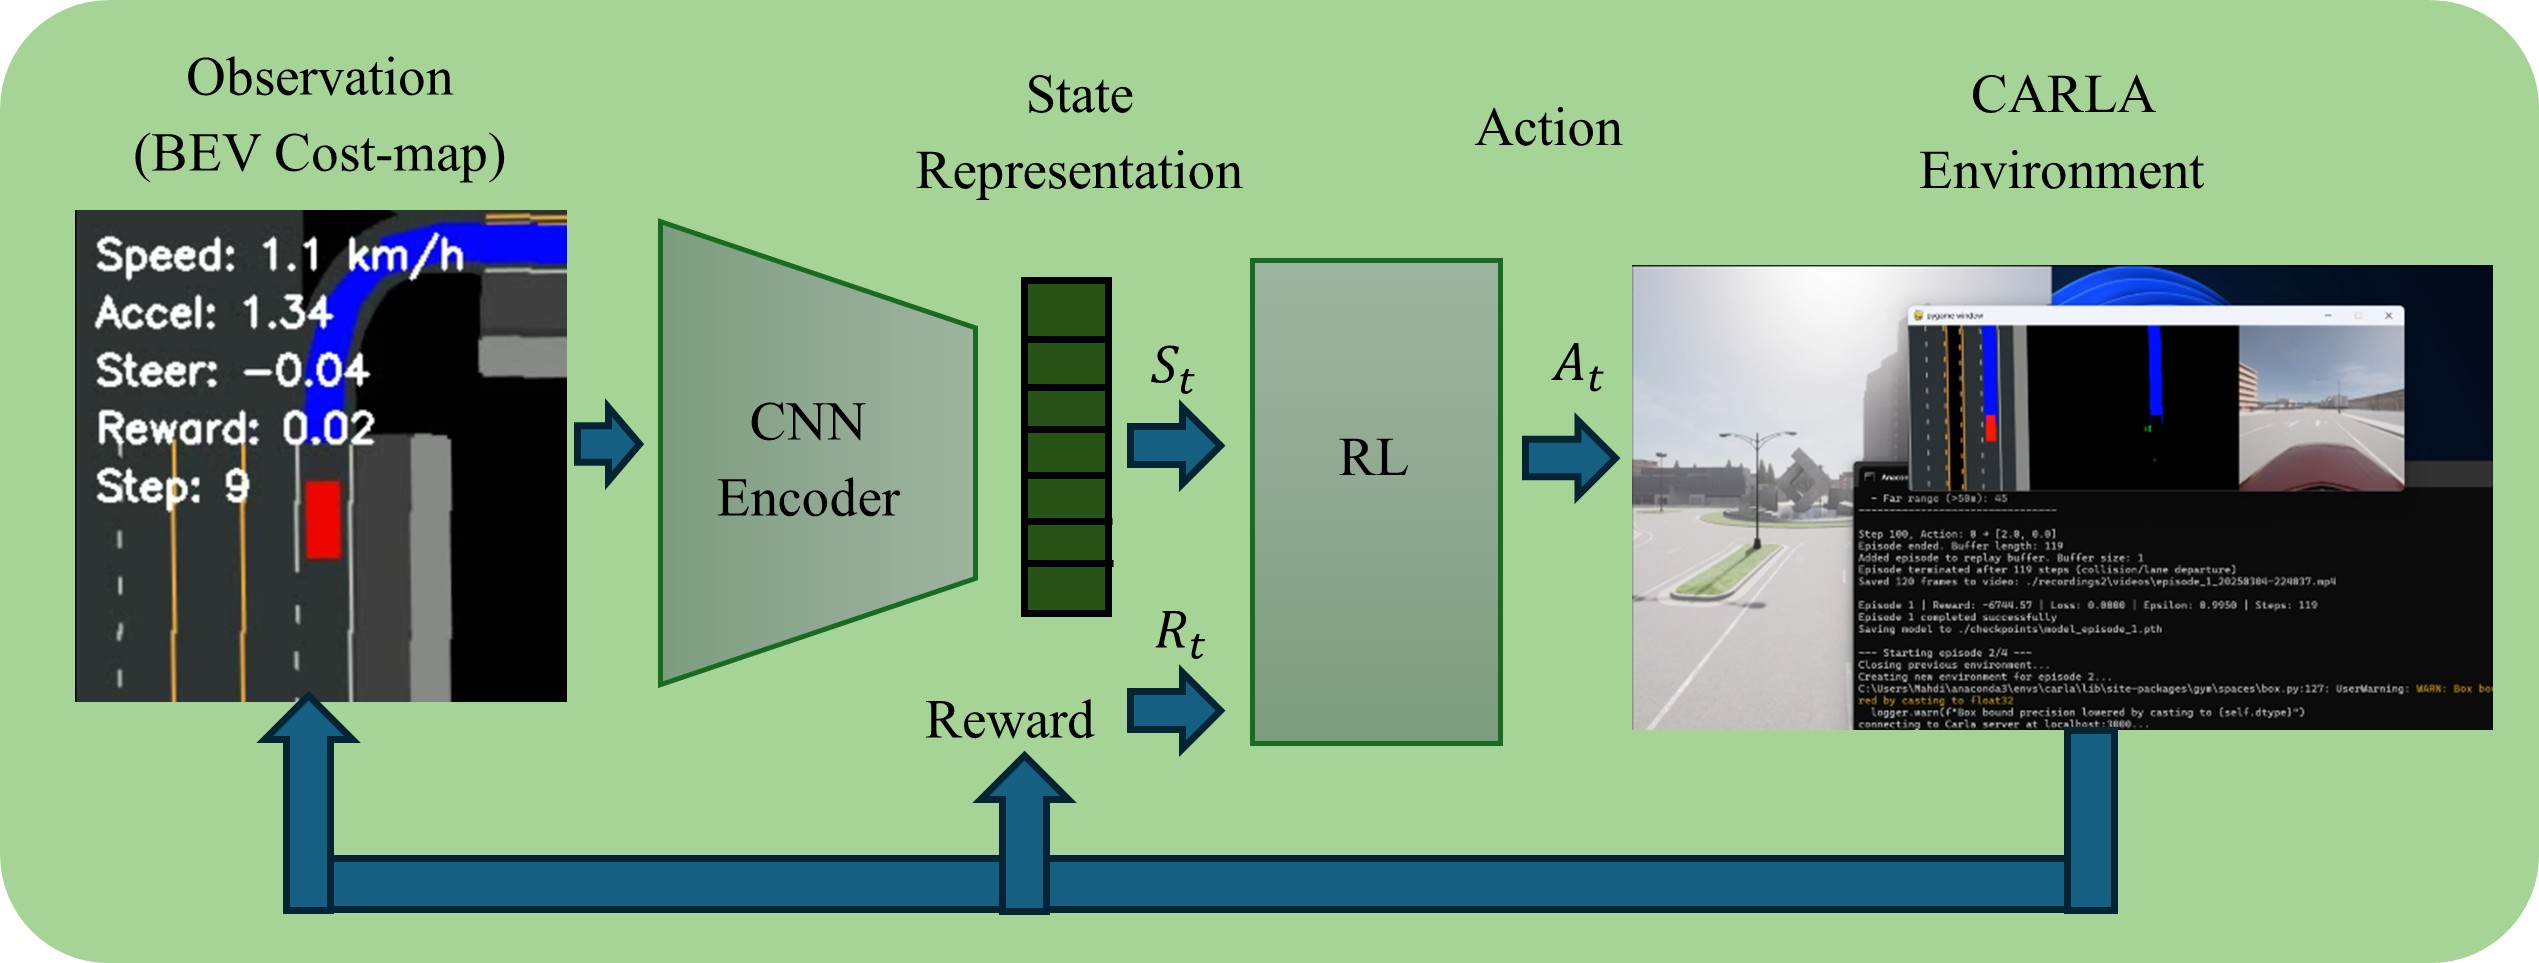 Observation
(BEV Cost-map)
State
Representation
Action
CARLA
Environment
Speed: 1.1 km/h
Accel: 1.34
Steer: -0.04
Reward: 0.02
Step: 9
CNN
Encoder
S_t
R_t
Reward
RL
A_t
pygame window
- Far range (>50m): 45
--------------------------------
Step 100, Action: 8 → [2.0, 0.0]
Episode ended. Buffer length: 119
Added episode to replay buffer. Buffer size: 1
Episode terminated after 119 steps (collision/lane departure)
Saved 120 frames to video: ./recordings2\videos\episode_1_20250304-224037.mp4
Episode 1 | Reward: -6744.57 | Loss: 0.0000 | Epsilon: 0.9950 | Steps: 119
Episode 1 completed successfully
Saving model to ./checkpoints\model_episode_1.pth
--- Starting episode 2/4 ---
Closing previous environment...
Creating new environment for episode 2...
C:\Users\Mahdi\anaconda3\envs\carla\lib\site-packages\gym\spaces\box.py:127: UserWarning: WARN: Box
red by casting to float32
logger.warn(f"Box bound precision lowered by casting to {self.dtype}")
connecting to Carla server at localhost:3000...